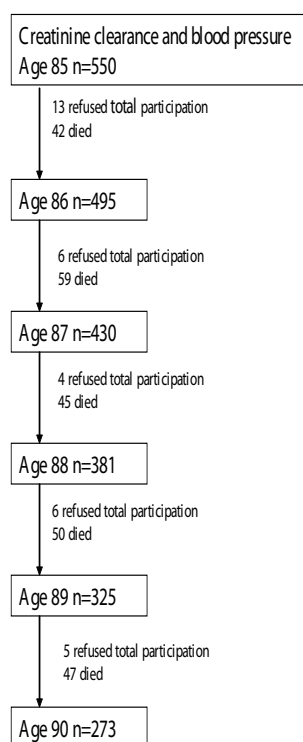 Creatinine clearance and blood pressure
Age 85 n=550
13 refused total participation
42 died
Age 86 n=495
6 refused total participation
59 died
Age 87 n=430
4 refused total participation
45 died
Age 88 n=381
6 refused total participation
50 died
Age 89 n=325
5 refused total participation
47 died
Age 90 n=273